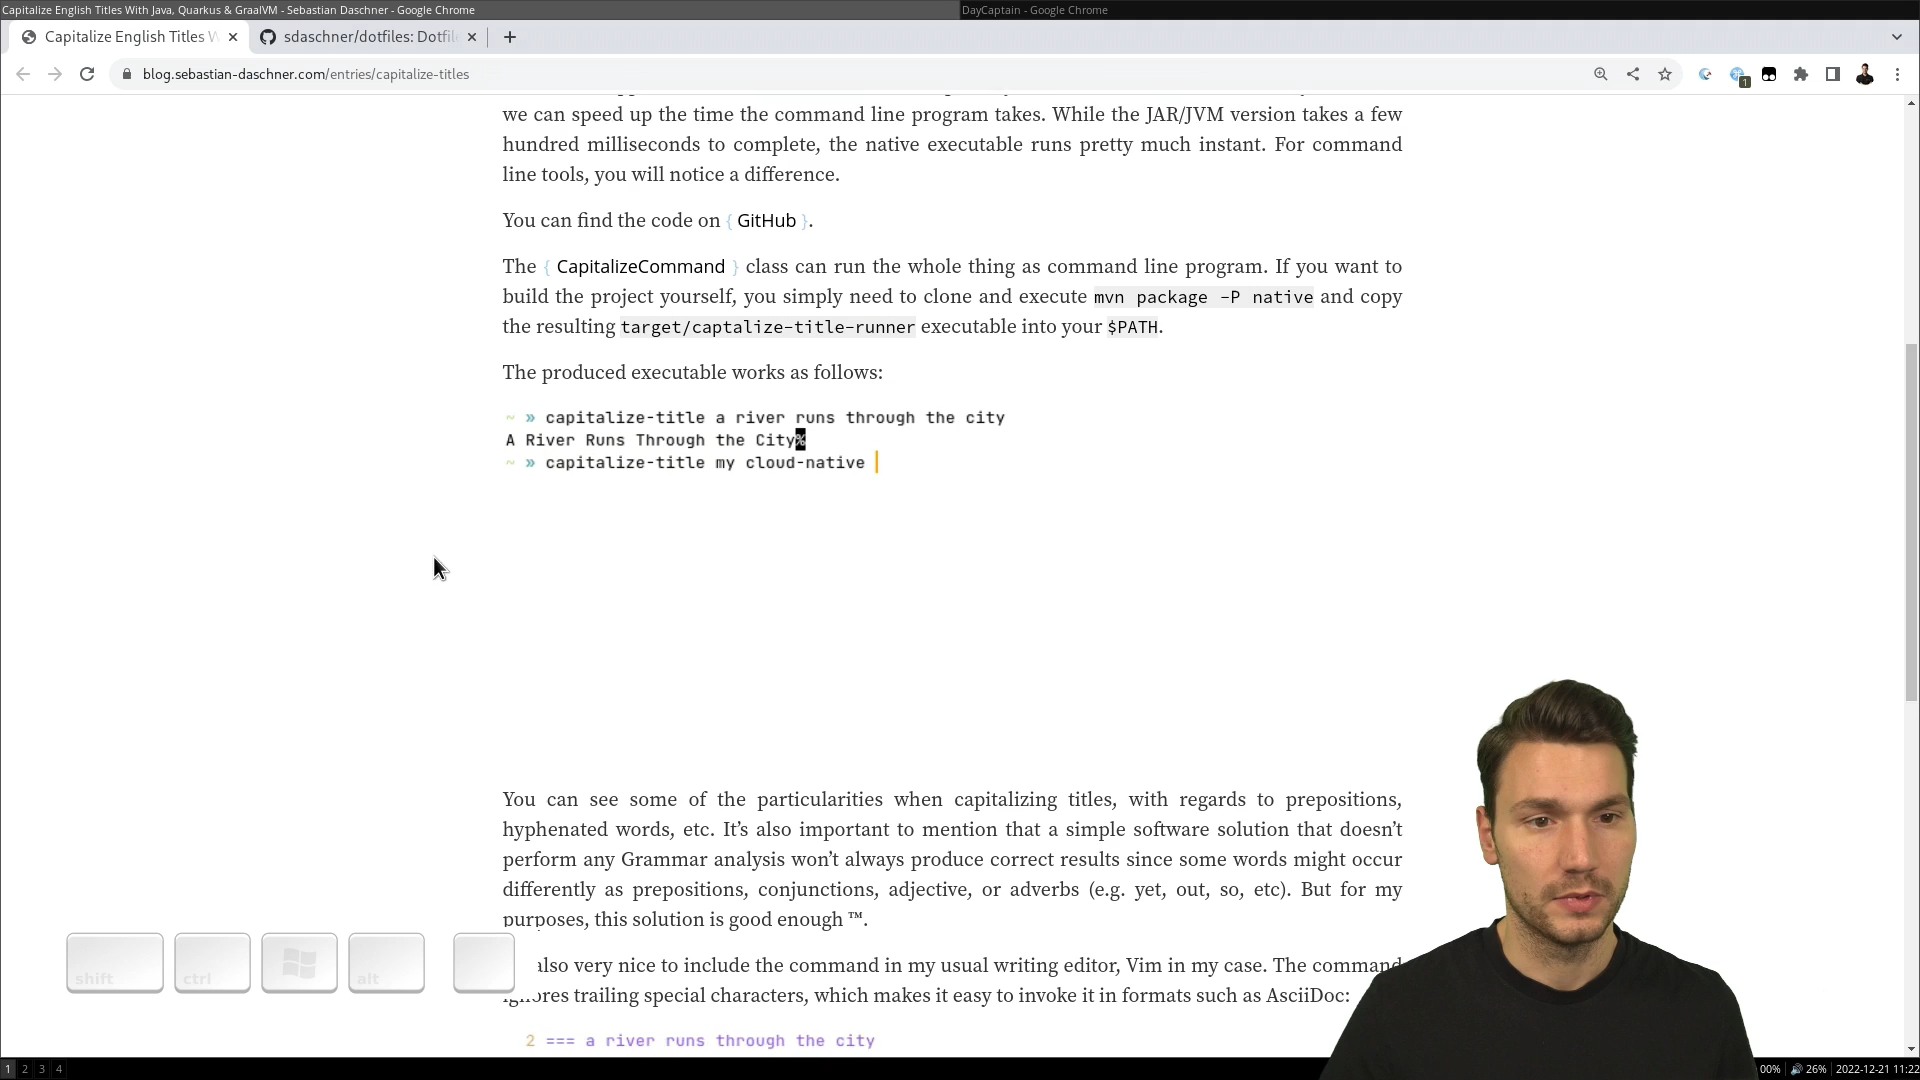 Capitalize English Titles With Java, Quarkus & GraalVM - Sebastian Daschner - Google Chrome
DayCaptain - Google Chrome
Capitalize English Titles W
sdaschner/dotfiles: Dotfil
blog.sebastian-daschner.com/entries/capitalize-titles
1
we can speed up the time the command line program takes. While the JAR/JVM version takes a few
hundred milliseconds to complete, the native executable runs pretty much instant. For command
line tools, you will notice a difference.
You can find the code on { GitHub }.
The { CapitalizeCommand } class can run the whole thing as command line program. If you want to
build the project yourself, you simply need to clone and execute mvn package -P native and copy
the resulting target/captalize-title-runner executable into your $PATH.
The produced executable works as follows:
~ » capitalize-title a river runs through the city
A River Runs Through the City%
~ » capitalize-title my cloud-native
You can see some of the particularities when capitalizing titles, with regards to prepositions,
hyphenated words, etc. It’s also important to mention that a simple software solution that doesn’t
perform any Grammar analysis won’t always produce correct results since some words might occur
differently as prepositions, conjunctions, adjective, or adverbs (e.g. yet, out, so, etc). But for my
purposes, this solution is good enough ™.
also very nice to include the command in my usual writing editor, Vim in my case. The command
ignores trailing special characters, which makes it easy to invoke it in formats such as AsciiDoc:
2 === a river runs through the city
shift ctrl alt
1 2 3 4
00% 26% 2022-12-21 11:22